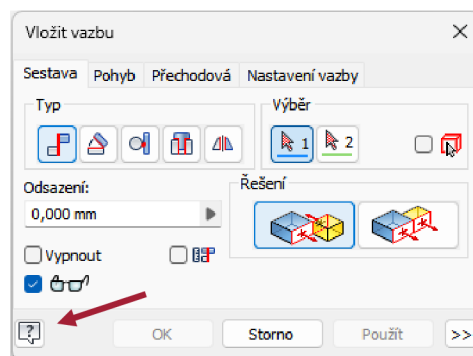 Vložit vazbu
Sestava Pohyb Přechodová Nastavení vazby
Typ
Výběr
1 2
Odsazení:
Řešení
0,000 mm
Vypnout
? OK Storno Použít >>